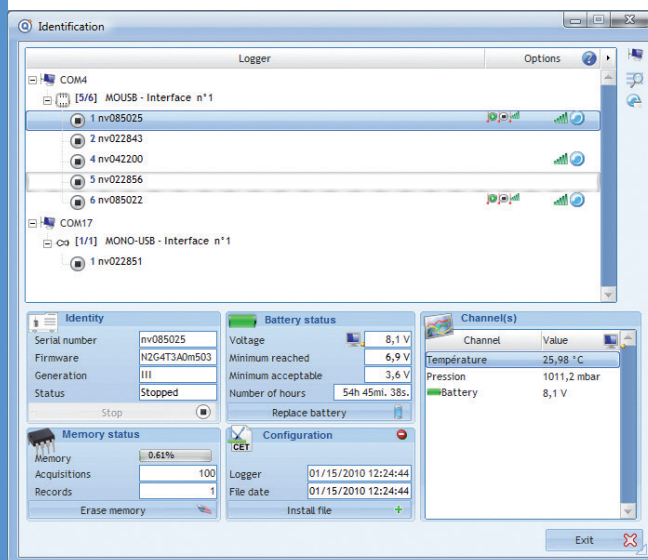 Identification
Logger Options
COM4
[5/6] MOUSB - Interface n°1
1 nv085025
2 nv022843
4 nv042200
5 nv022856
6 nv085022
COM17
[1/1] MONO-USB - Interface n°1
1 nv022851
Identity
Serial number nv085025
Firmware N2G4T3A0m503
Generation III
Status Stopped
Stop
Battery status
Voltage 8,1 V
Minimum reached 6,9 V
Minimum acceptable 3,6 V
Number of hours 54h 45mi. 38s.
Replace battery
Channel(s)
Channel Value
Température 25,98 °C
Pression 1011,2 mbar
Battery 8,1 V
Memory status
Memory 0.61%
Acquisitions 100
Records 1
Erase memory
Configuration
CET
Logger 01/15/2010 12:24:44
File date 01/15/2010 12:24:44
Install file
Exit